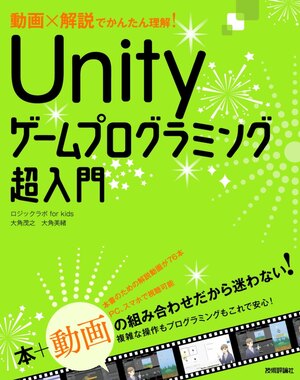 動画×解説でかんたん理解!
Unity
ゲームプログラミング
超入門
ロジックラボ for kids
大角茂之 大角美緒
本書のための解説動画が76本
PC、スマホで視聴可能
本+動画の組み合わせだから迷わない!
複雑な操作もプログラミングもこれで安心!
技術評論社